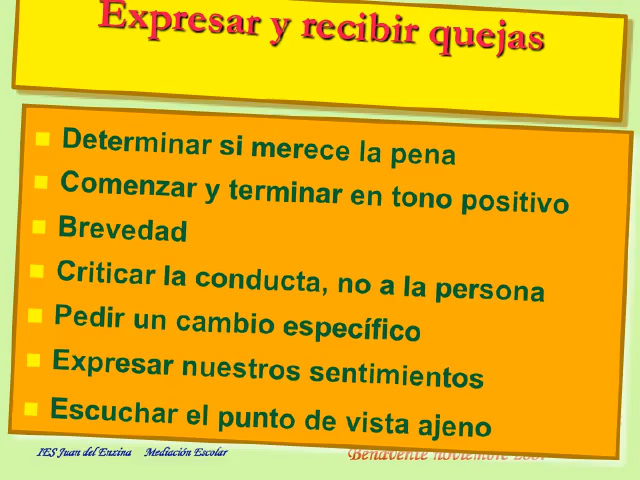 Expresar y recibir quejas
Determinar si merece la pena
Comenzar y terminar en tono positivo
Brevedad
Criticar la conducta, no a la persona
Pedir un cambio específico
Expresar nuestros sentimientos
Escuchar el punto de vista ajeno
IES Juan del Enzina Mediación Escolar
Benavente noviembre